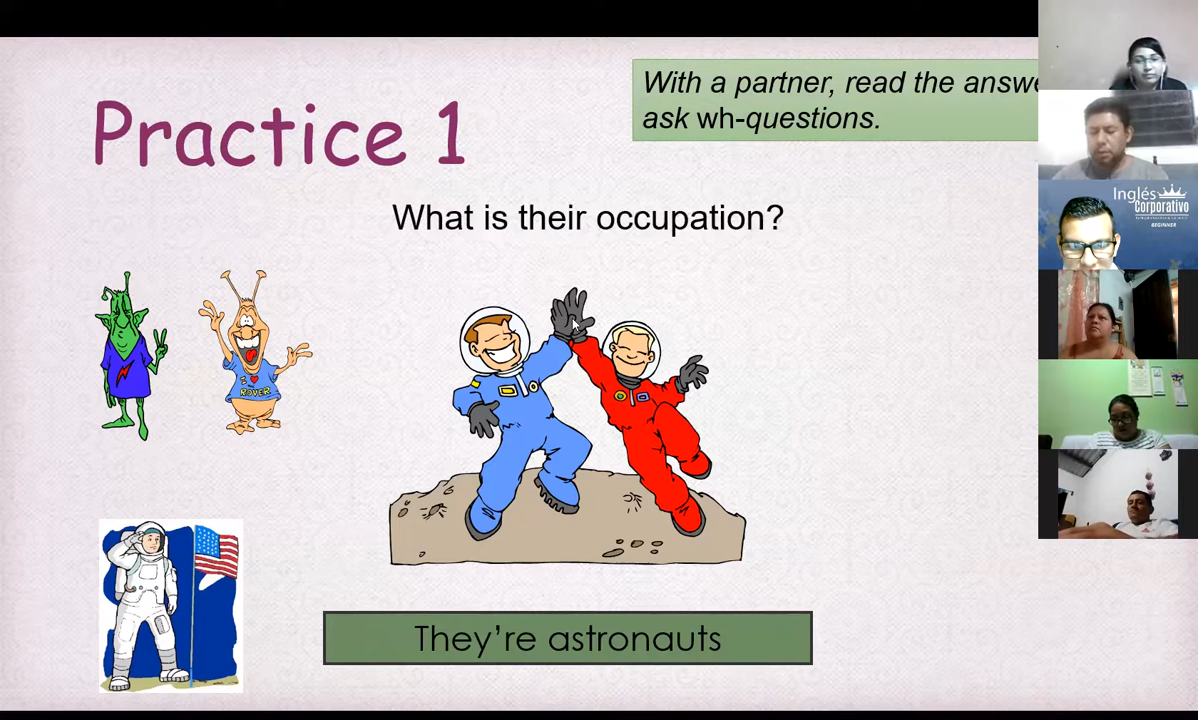 With a partner, read the answe
ask wh-questions.
Practice 1
What is their occupation?
I ♥
ROVER
They're astronauts
Inglés
Corporativo
BEGINNER